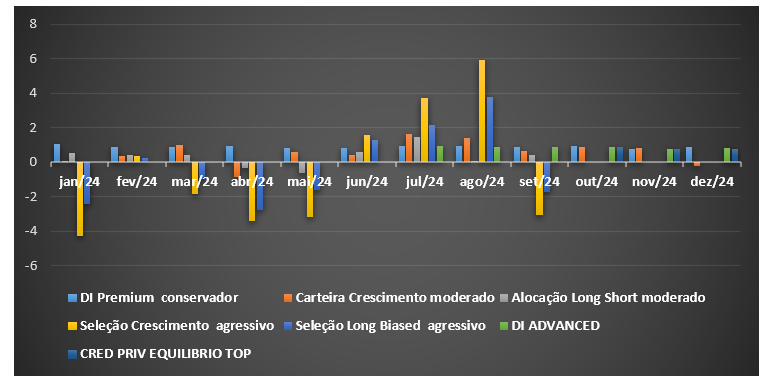 8
6
4
2
0
-2
-4
-6
jan/24 fev/24 mar/24 abr/24 mai/24 jun/24 jul/24 ago/24 set/24 out/24 nov/24 dez/24
DI Premium conservador Carteira Crescimento moderado Alocação Long Short moderado
Seleção Crescimento agressivo Seleção Long Biased agressivo DI ADVANCED
CRED PRIV EQUILIBRIO TOP